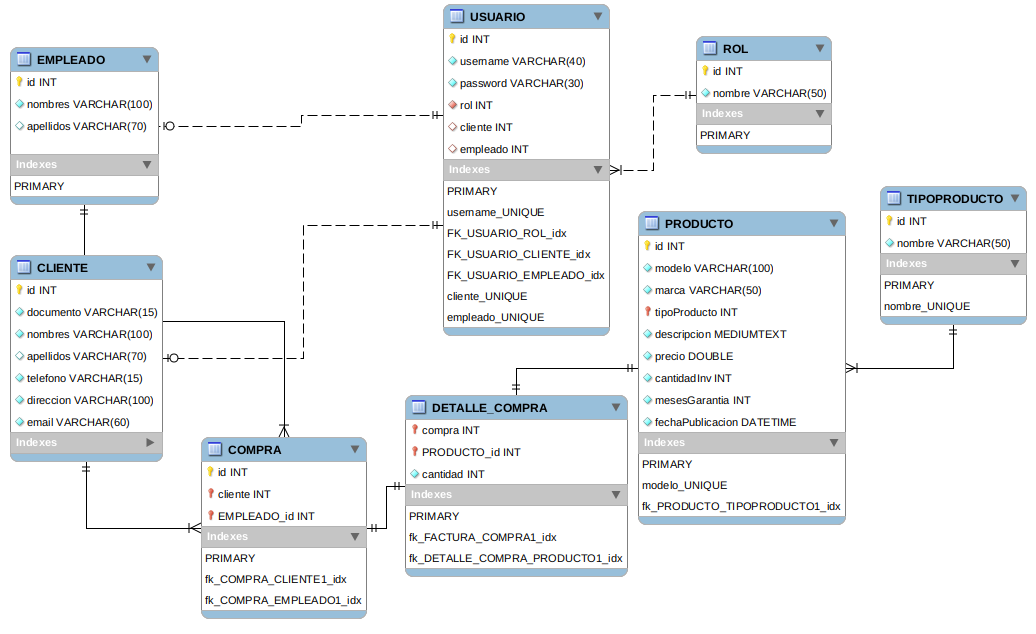 EMPLEADO
id INT
nombres VARCHAR(100)
apellidos VARCHAR(70)
Indexes
PRIMARY
USUARIO
id INT
username VARCHAR(40)
password VARCHAR(30)
rol INT
cliente INT
empleado INT
Indexes
PRIMARY
username_UNIQUE
FK_USUARIO_ROL_idx
FK_USUARIO_CLIENTE_idx
FK_USUARIO_EMPLEADO_idx
cliente_UNIQUE
empleado_UNIQUE
ROL
id INT
nombre VARCHAR(50)
Indexes
PRIMARY
TIPOPRODUCTO
id INT
nombre VARCHAR(50)
Indexes
PRIMARY
nombre_UNIQUE
PRODUCTO
id INT
modelo VARCHAR(100)
marca VARCHAR(50)
tipoProducto INT
descripcion MEDIUMTEXT
precio DOUBLE
cantidadInv INT
mesesGarantia INT
fechaPublicacion DATETIME
Indexes
PRIMARY
modelo_UNIQUE
fk_PRODUCTO_TIPOPRODUCTO1_idx
CLIENTE
id INT
documento VARCHAR(15)
nombres VARCHAR(100)
apellidos VARCHAR(70)
telefono VARCHAR(15)
direccion VARCHAR(100)
email VARCHAR(60)
Indexes
COMPRA
id INT
cliente INT
EMPLEADO_id INT
Indexes
PRIMARY
fk_COMPRA_CLIENTE1_idx
fk_COMPRA_EMPLEADO1_idx
DETALLE_COMPRA
compra INT
PRODUCTO_id INT
cantidad INT
Indexes
PRIMARY
fk_FACTURA_COMPRA1_idx
fk_DETALLE_COMPRA_PRODUCTO1_idx